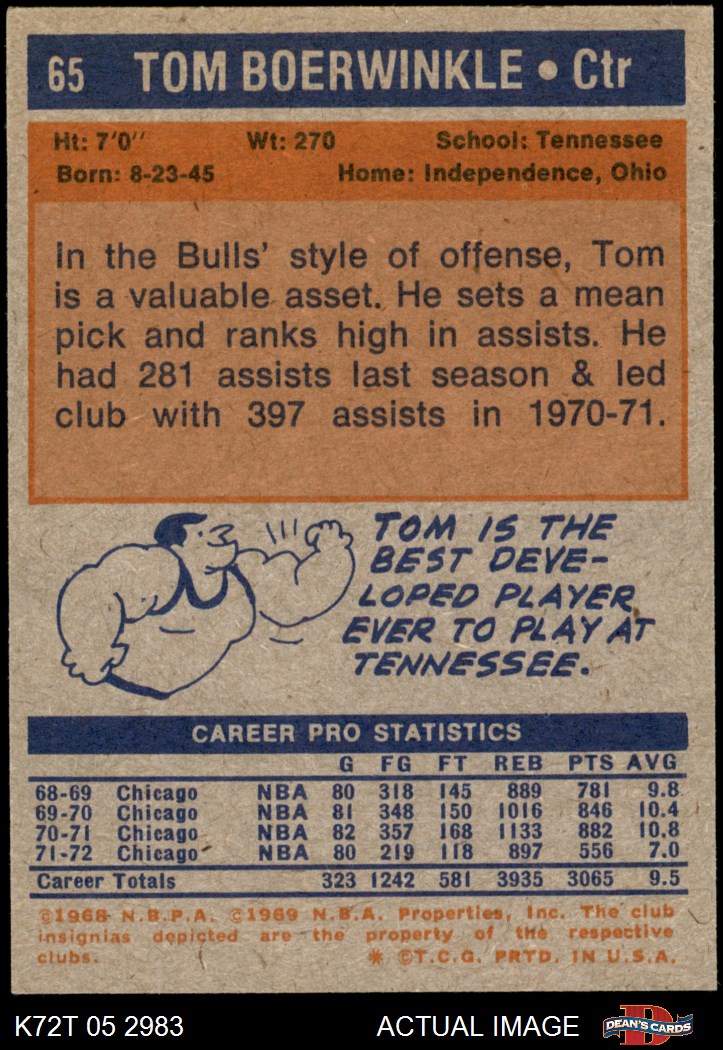 65 TOM BOERWINKLE • Ctr
Ht: 7'0" Wt: 270 School: Tennessee
Born: 8-23-45 Home: Independence, Ohio
In the Bulls' style of offense, Tom
is a valuable asset. He sets a mean
pick and ranks high in assists. He
had 281 assists last season & led
club with 397 assists in 1970-71.
TOM IS THE
BEST DEVE-
LOPED PLAYER
EVER TO PLAY AT
TENNESSEE.
CAREER PRO STATISTICS
G FG FT REB PTS AVG
68-69 Chicago NBA 80 318 145 889 781 9.8
69-70 Chicago NBA 81 348 150 1016 846 10.4
70-71 Chicago NBA 82 357 168 1133 882 10.8
71-72 Chicago NBA 80 219 118 897 556 7.0
Career Totals 323 1242 581 3935 3065 9.5
©1968 N.B.P.A. ©1969 N.B.A. Properties, Inc. The club
insignias depicted are the property of the respective
clubs. * ©T.C.G. PRTD. IN U.S.A.
K72T 05 2983 ACTUAL IMAGE D DEAN'S CARDS